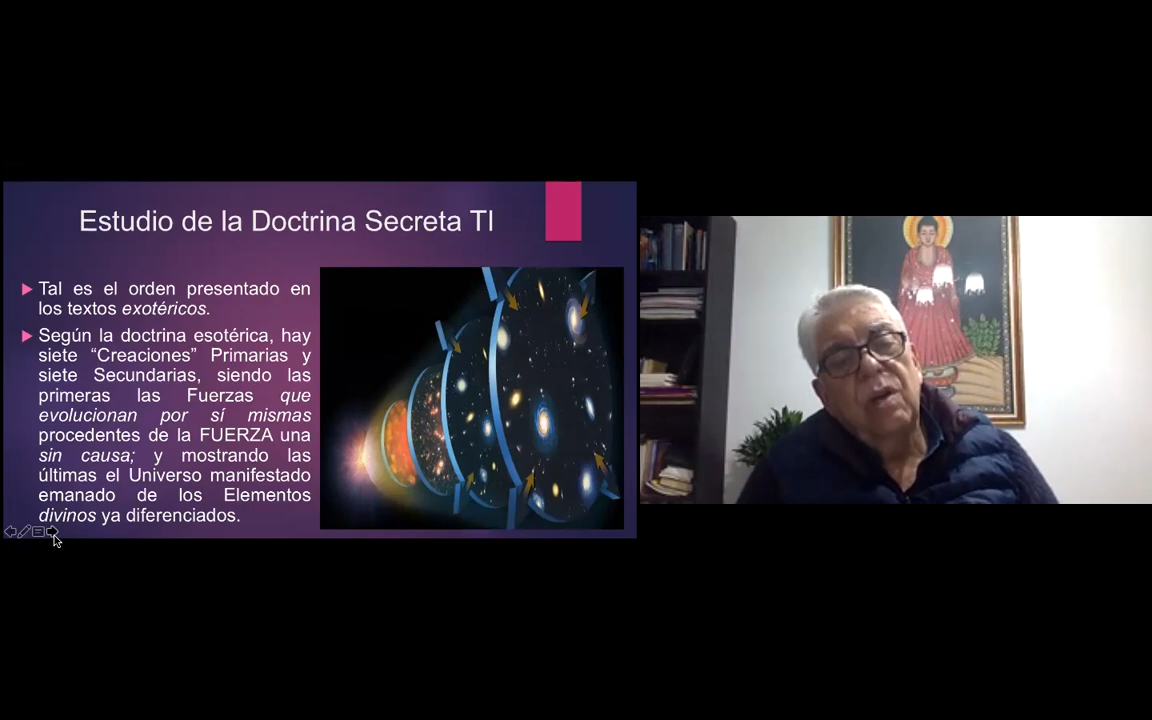 Estudio de la Doctrina Secreta TI
Tal es el orden presentado en
los textos exotéricos.
Según la doctrina esotérica, hay
siete “Creaciones” Primarias y
siete Secundarias, siendo las
primeras las Fuerzas que
evolucionan por sí mismas
procedentes de la FUERZA una
sin causa; y mostrando las
últimas el Universo manifestado
emanado de los Elementos
divinos ya diferenciados.